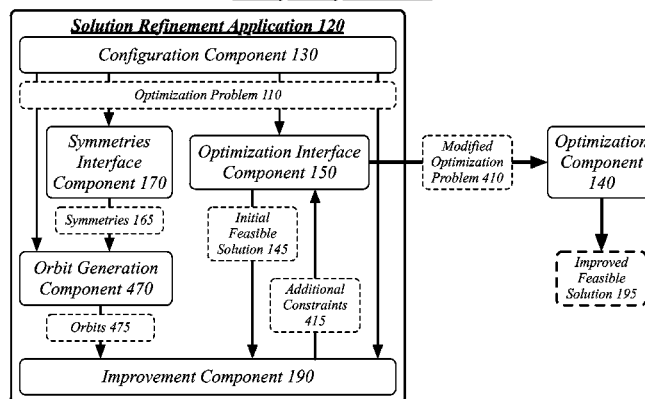 Solution Refinement Application 120
Configuration Component 130
Optimization Problem 110
Symmetries
Interface
Component 170
Optimization Interface
Component 150
Modified
Optimization
Problem 410
Optimization
Component
140
Symmetries 165
Initial
Feasible
Solution 145
Orbit Generation
Component 470
Additional
Constraints
415
Improved
Feasible
Solution 195
Orbits 475
Improvement Component 190